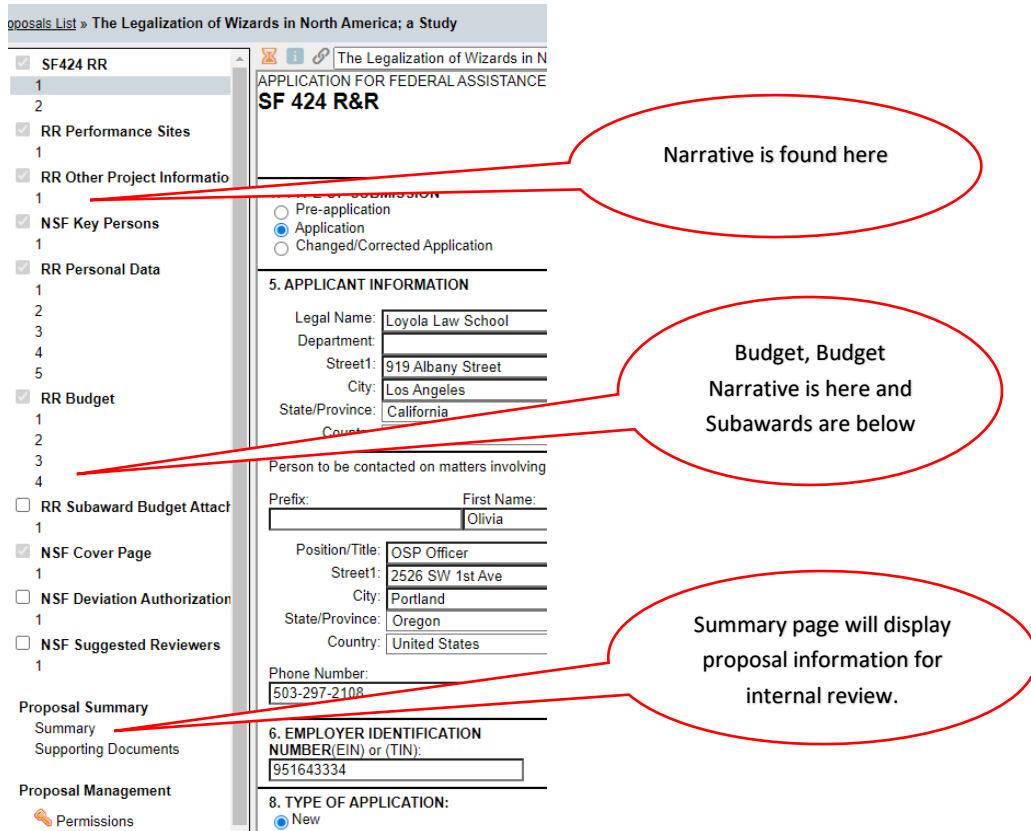 oposals List » The Legalization of Wizards in North America; a Study
SF424 RR
1
2
RR Performance Sites
1
RR Other Project Informatio
1
NSF Key Persons
1
RR Personal Data
1
2
3
4
5
RR Budget
1
2
3
4
RR Subaward Budget Attach
1
NSF Cover Page
1
NSF Deviation Authorization
1
NSF Suggested Reviewers
1
Proposal Summary
Summary
Supporting Documents
Proposal Management
Permissions
The Legalization of Wizards in N
APPLICATION FOR FEDERAL ASSISTANCE
SF 424 R&R
Pre-application
Application
Changed/Corrected Application
5. APPLICANT INFORMATION
Legal Name: Loyola Law School
Department:
Street1: 919 Albany Street
City: Los Angeles
State/Province: California
Person to be contacted on matters involving
Prefix: First Name:
Olivia
Position/Title: OSP Officer
Street1: 2526 SW 1st Ave
City: Portland
State/Province: Oregon
Country: United States
Phone Number:
503-297-2108
6. EMPLOYER IDENTIFICATION
NUMBER(EIN) or (TIN):
951643334
8. TYPE OF APPLICATION:
New
Narrative is found here
Budget, Budget
Narrative is here and
Subawards are below
Summary page will display
proposal information for
internal review.